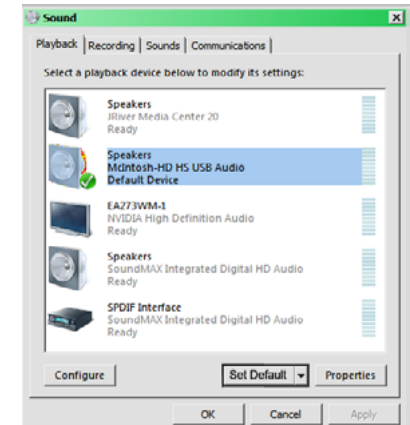 Sound
Playback Recording Sounds Communications
Select a playback device below to modify its settings:
Speakers
JRiver Media Center 20
Ready
Speakers
McIntosh-HD HS USB Audio
Default Device
EA273WM-1
NVIDIA High Definition Audio
Ready
Speakers
SoundMAX Integrated Digital HD Audio
Ready
SPDIF Interface
SoundMAX Integrated Digital HD Audio
Ready
Configure Set Default Properties
OK Cancel Apply